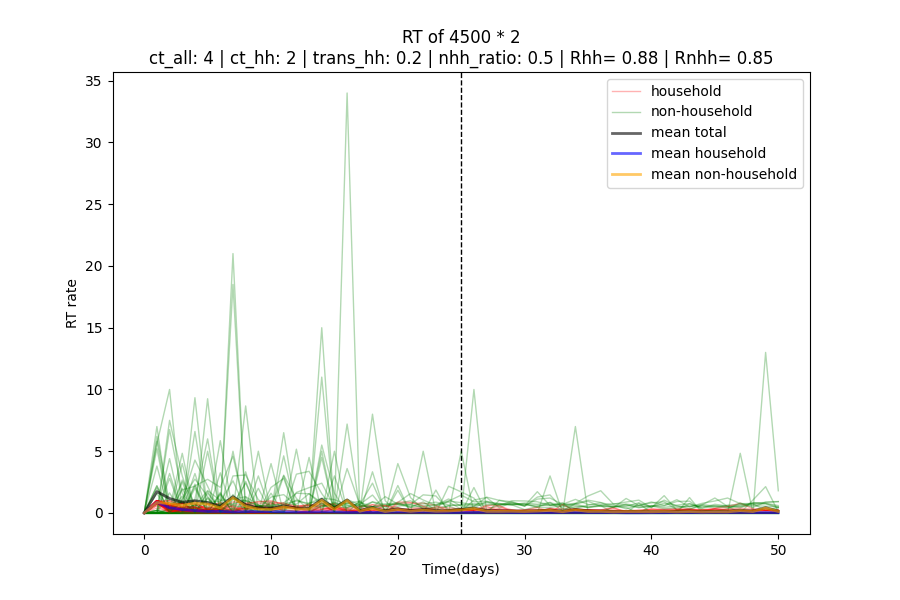 RT of 4500 * 2
ct_all: 4 | ct_hh: 2 | trans_hh: 0.2 | nhh_ratio: 0.5 | Rhh= 0.88 | Rnhh= 0.85
household
non-household
mean total
mean household
mean non-household
35
30
25
20
15
10
5
0
RT rate
0 10 20 30 40 50
Time(days)